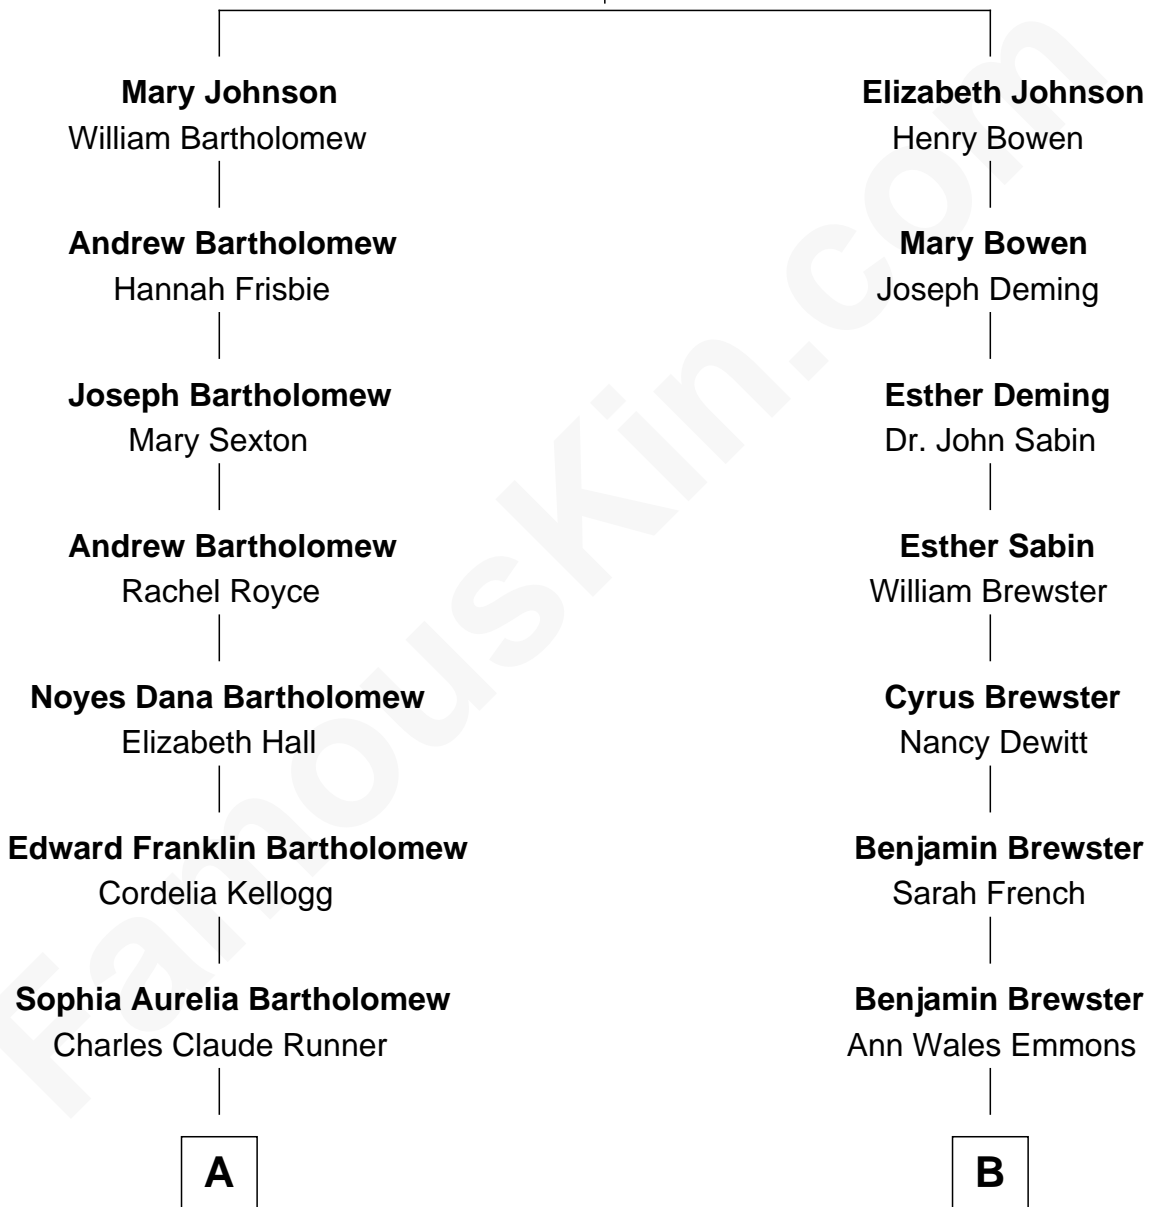 Mary Johnson
William Bartholomew
Andrew Bartholomew
Hannah Frisbie
Joseph Bartholomew
Mary Sexton
Andrew Bartholomew
Rachel Royce
Noyes Dana Bartholomew
Elizabeth Hall
Edward Franklin Bartholomew
Cordelia Kellogg
Sophia Aurelia Bartholomew
Charles Claude Runner
A
Elizabeth Johnson
Henry Bowen
Mary Bowen
Joseph Deming
Esther Deming
Dr. John Sabin
Esther Sabin
William Brewster
Cyrus Brewster
Nancy Dewitt
Benjamin Brewster
Sarah French
Benjamin Brewster
Ann Wales Emmons
B
FamousKin.com